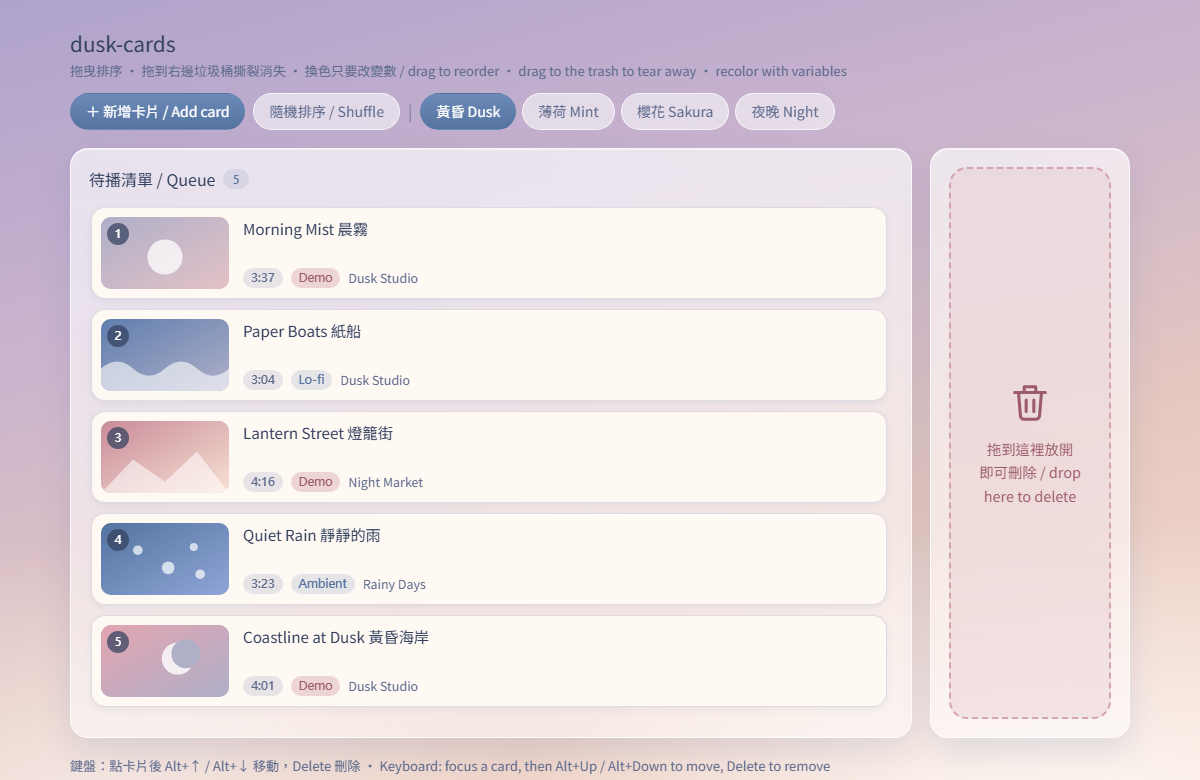 dusk-cards
拖曳排序 · 拖到右邊垃圾桶撕裂消失 · 換色只要改變數 / drag to reorder · drag to the trash to tear away · recolor with variables
＋ 新增卡片 / Add card
隨機排序 / Shuffle
|
黃昏 Dusk
薄荷 Mint
櫻花 Sakura
夜晚 Night
待播清單 / Queue 5
1
Morning Mist 晨霧
3:37 Demo Dusk Studio
2
Paper Boats 紙船
3:04 Lo-fi Dusk Studio
3
Lantern Street 燈籠街
4:16 Demo Night Market
4
Quiet Rain 靜靜的雨
3:23 Ambient Rainy Days
5
Coastline at Dusk 黃昏海岸
4:01 Demo Dusk Studio
拖到這裡放開
即可刪除 / drop
here to delete
鍵盤：點卡片後 Alt+↑ / Alt+↓ 移動，Delete 刪除 · Keyboard: focus a card, then Alt+Up / Alt+Down to move, Delete to remove